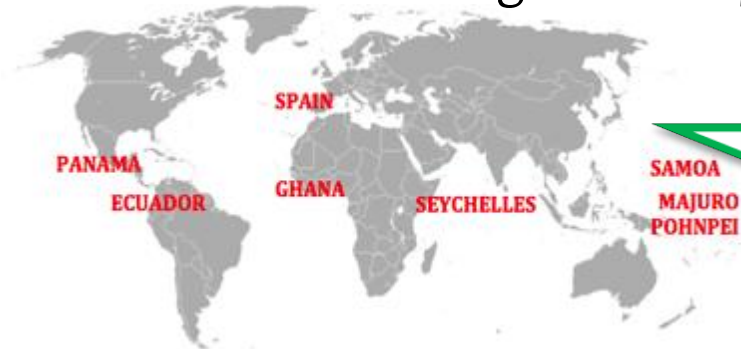 SPAIN
PANAMA
SAMOA
ECUADOR
GHANA
SEYCHELLES
MAJURO
POHNPEI